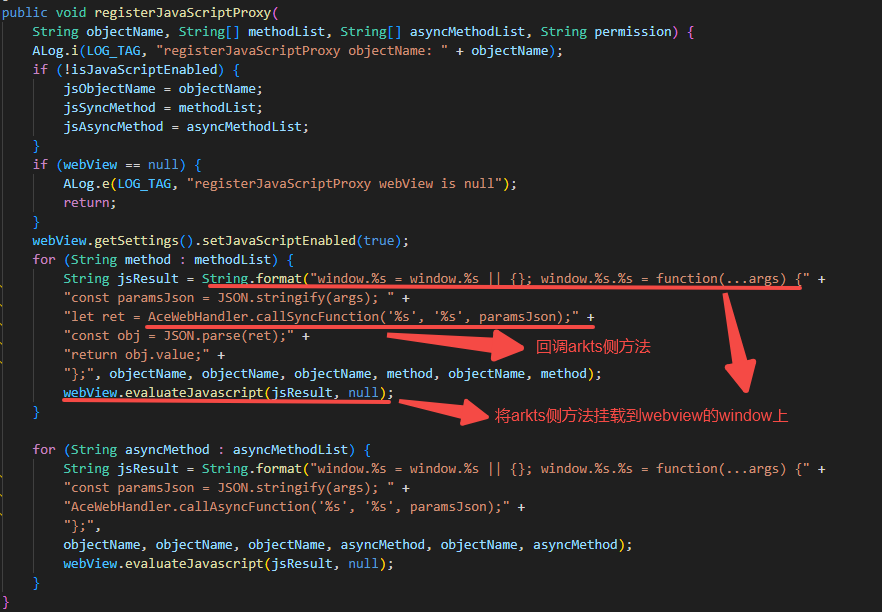 public void registerJavaScriptProxy(
String objectName, String[] methodList, String[] asyncMethodList, String permission) {
ALog.i(LOG_TAG, "registerJavaScriptProxy objectName: " + objectName);
if (!isJavaScriptEnabled) {
jsObjectName = objectName;
jsSyncMethod = methodList;
jsAsyncMethod = asyncMethodList;
}
if (webView == null) {
ALog.e(LOG_TAG, "registerJavaScriptProxy webView is null");
return;
}
webView.getSettings().setJavaScriptEnabled(true);
for (String method : methodList) {
String jsResult = String.format("window.%s = window.%s || {}; window.%s.%s = function(...args) {" +
"const paramsJson = JSON.stringify(args); " +
"let ret = AceWebHandler.callSyncFunction('%s', '%s', paramsJson);" +
"const obj = JSON.parse(ret);" +
回调arkts侧方法
"return obj.value;" +
"};", objectName, objectName, objectName, method, objectName, method);
webView.evaluateJavascript(jsResult, null);
将arkts侧方法挂载到webview的window上
}
for (String asyncMethod : asyncMethodList) {
String jsResult = String.format("window.%s = window.%s || {}; window.%s.%s = function(...args) {" +
"const paramsJson = JSON.stringify(args); " +
"AceWebHandler.callAsyncFunction('%s', '%s', paramsJson);" +
"};",
objectName, objectName, objectName, asyncMethod, objectName, asyncMethod);
webView.evaluateJavascript(jsResult, null);
}
}